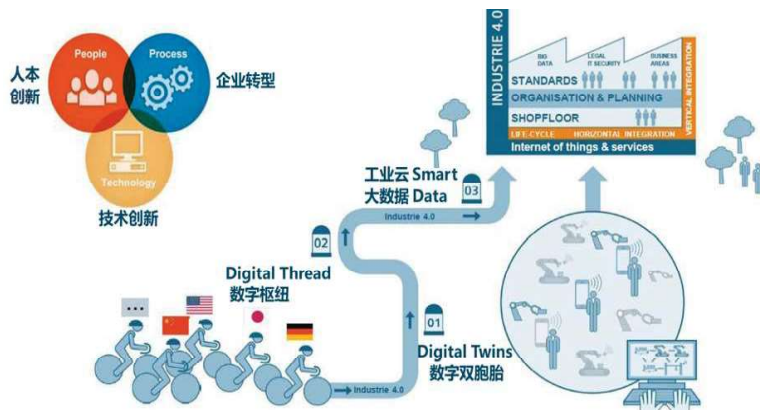 People
Process
人本
创新
企业转型
Technology
技术创新
INDUSTRIE 4.0
BIG
DATA
LEGAL
IT SECURITY
BUSINESS
AREAS
STANDARDS
ORGANISATION & PLANNING
SHOPFLOOR
VERTICAL INTEGRATION
LIFE-CYCLE
HORIZONTAL INTEGRATION
Internet of things & services
工业云 Smart
大数据 Data
03
Industrie 4.0
02
Digital Thread
数字枢纽
...
01
Digital Twins
数字双胞胎
Industrie 4.0